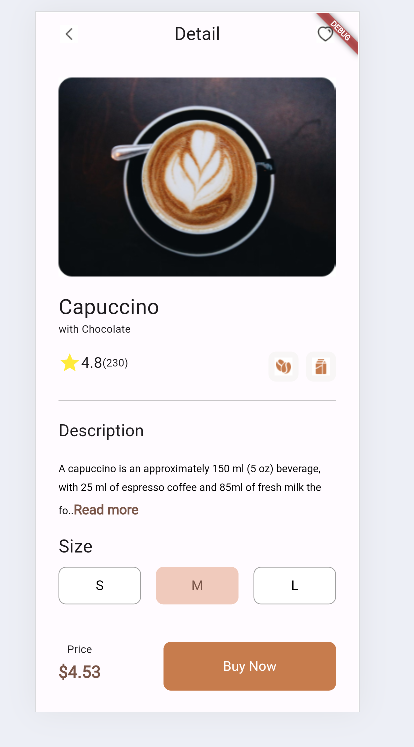 Detail
DEBUG
Capuccino
with Chocolate
4.8(230)
Description
A capuccino is an approximately 150 ml (5 oz) beverage,
with 25 ml of espresso coffee and 85ml of fresh milk the
fo..Read more
Size
S M L
Price
$4.53
Buy Now